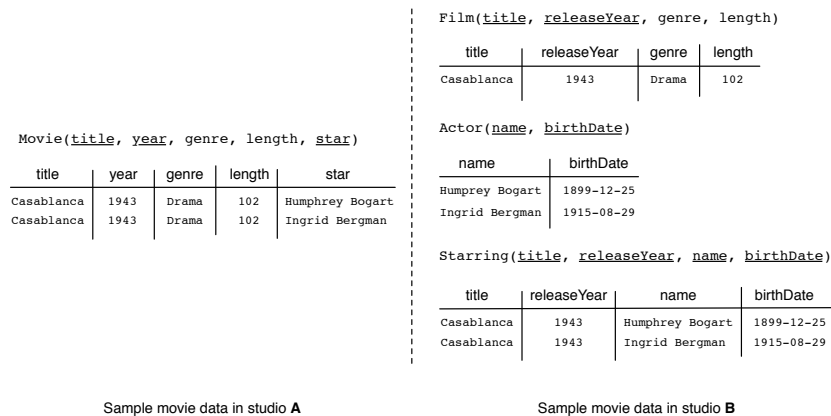 Movie(title, year, genre, length, star)
title year genre length star
Casablanca 1943 Drama 102 Humphrey Bogart
Casablanca 1943 Drama 102 Ingrid Bergman
Sample movie data in studio A
Film(title, releaseYear, genre, length)
title releaseYear genre length
Casablanca 1943 Drama 102
Actor(name, birthDate)
name birthDate
Humprey Bogart 1899-12-25
Ingrid Bergman 1915-08-29
Starring(title, releaseYear, name, birthDate)
title releaseYear name birthDate
Casablanca 1943 Humphrey Bogart 1899-12-25
Casablanca 1943 Ingrid Bergman 1915-08-29
Sample movie data in studio B